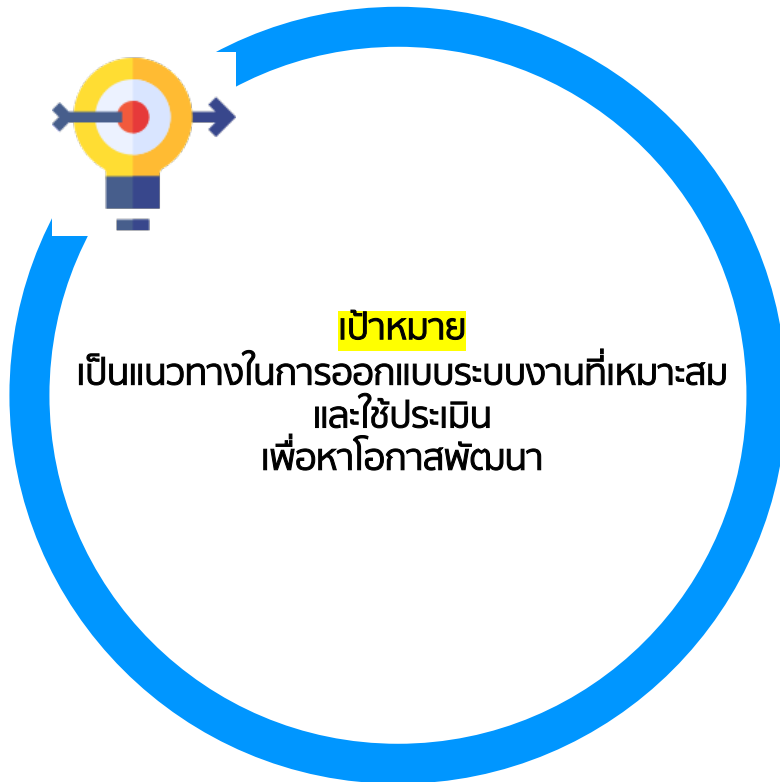 เป้าหมาย
เป็นแนวทางในการออกแบบระบบงานที่เหมาะสม
และใช้ประเมิน
เพื่อหาโอกาสพัฒนา